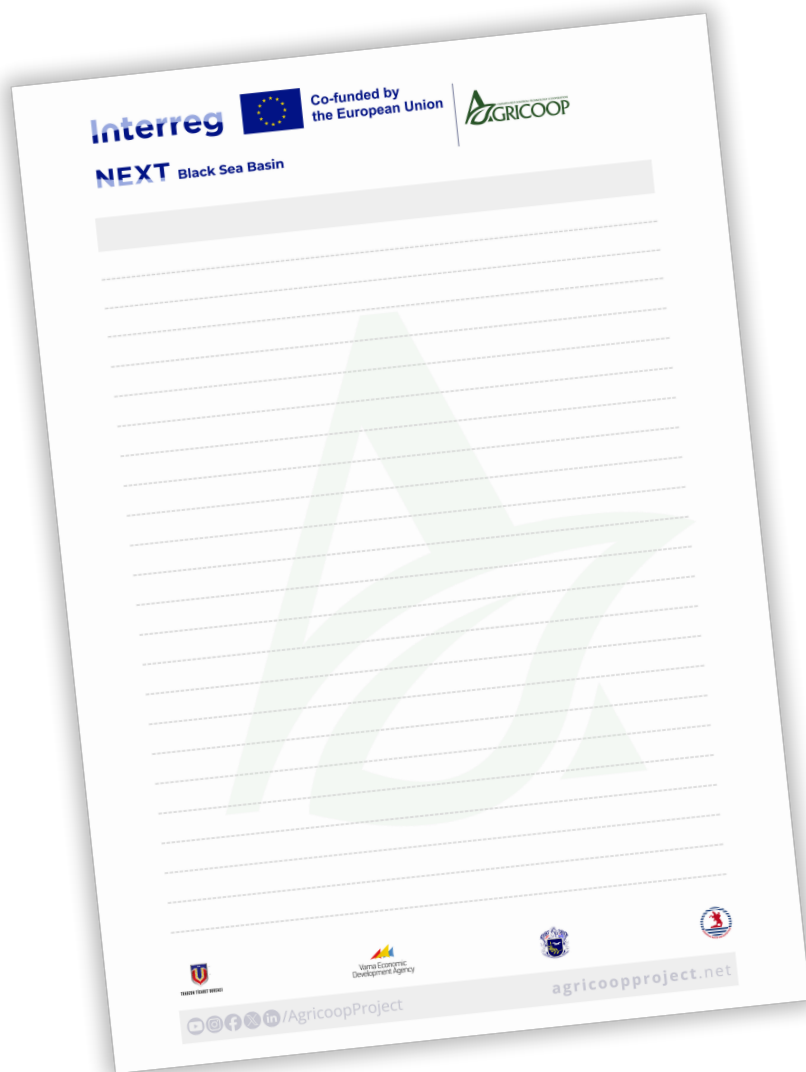 Interreg
Co-funded by
the European Union
AGRICOOP
NEXT Black Sea Basin
Varna Economic
Development Agency
/AgricoopProject
agricoopproject.net